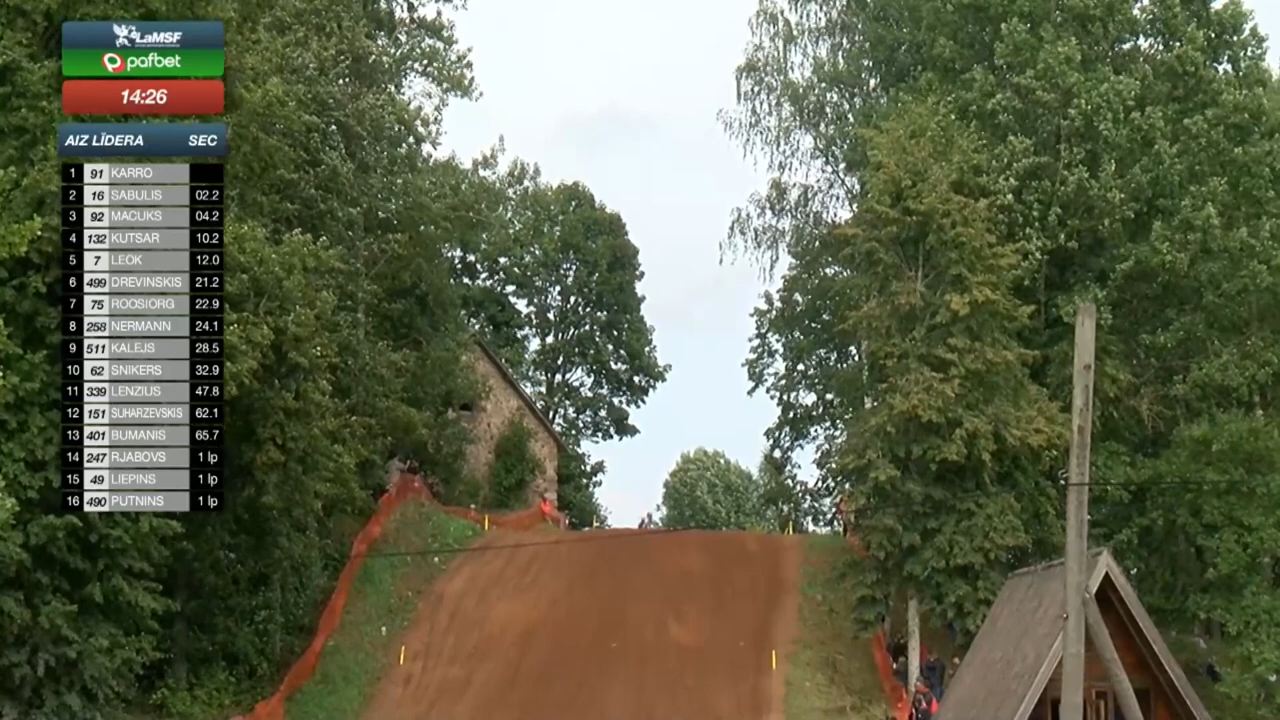 LaMSF
pafbet
14:26
AIZ LĪDERA SEC
1 91 KARRO
2 16 SABULIS 02.2
3 92 MACUKS 04.2
4 132 KUTSAR 10.2
5 7 LEOK 12.0
6 499 DREVINSKIS 21.2
7 75 ROOSIORG 22.9
8 258 NERMANN 24.1
9 511 KALEJS 28.5
10 62 SNIKERS 32.9
11 339 LENZIUS 47.8
12 151 SUHARZEVSKIS 62.1
13 401 BUMANIS 65.7
14 247 RJABOVS 1 lp
15 49 LIEPINS 1 lp
16 490 PUTNINS 1 lp